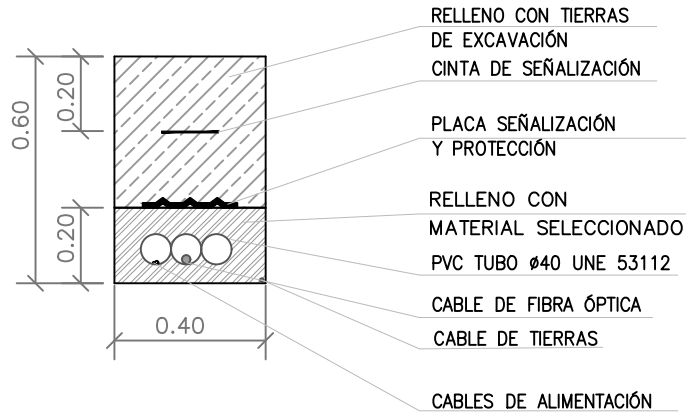 RELLENO CON TIERRAS
DE EXCAVACIÓN
CINTA DE SEÑALIZACIÓN
0.20
0.60
PLACA SEÑALIZACIÓN
Y PROTECCIÓN
RELLENO CON
MATERIAL SELECCIONADO
0.20
PVC TUBO ø40 UNE 53112
CABLE DE FIBRA ÓPTICA
0.40
CABLE DE TIERRAS
CABLES DE ALIMENTACIÓN